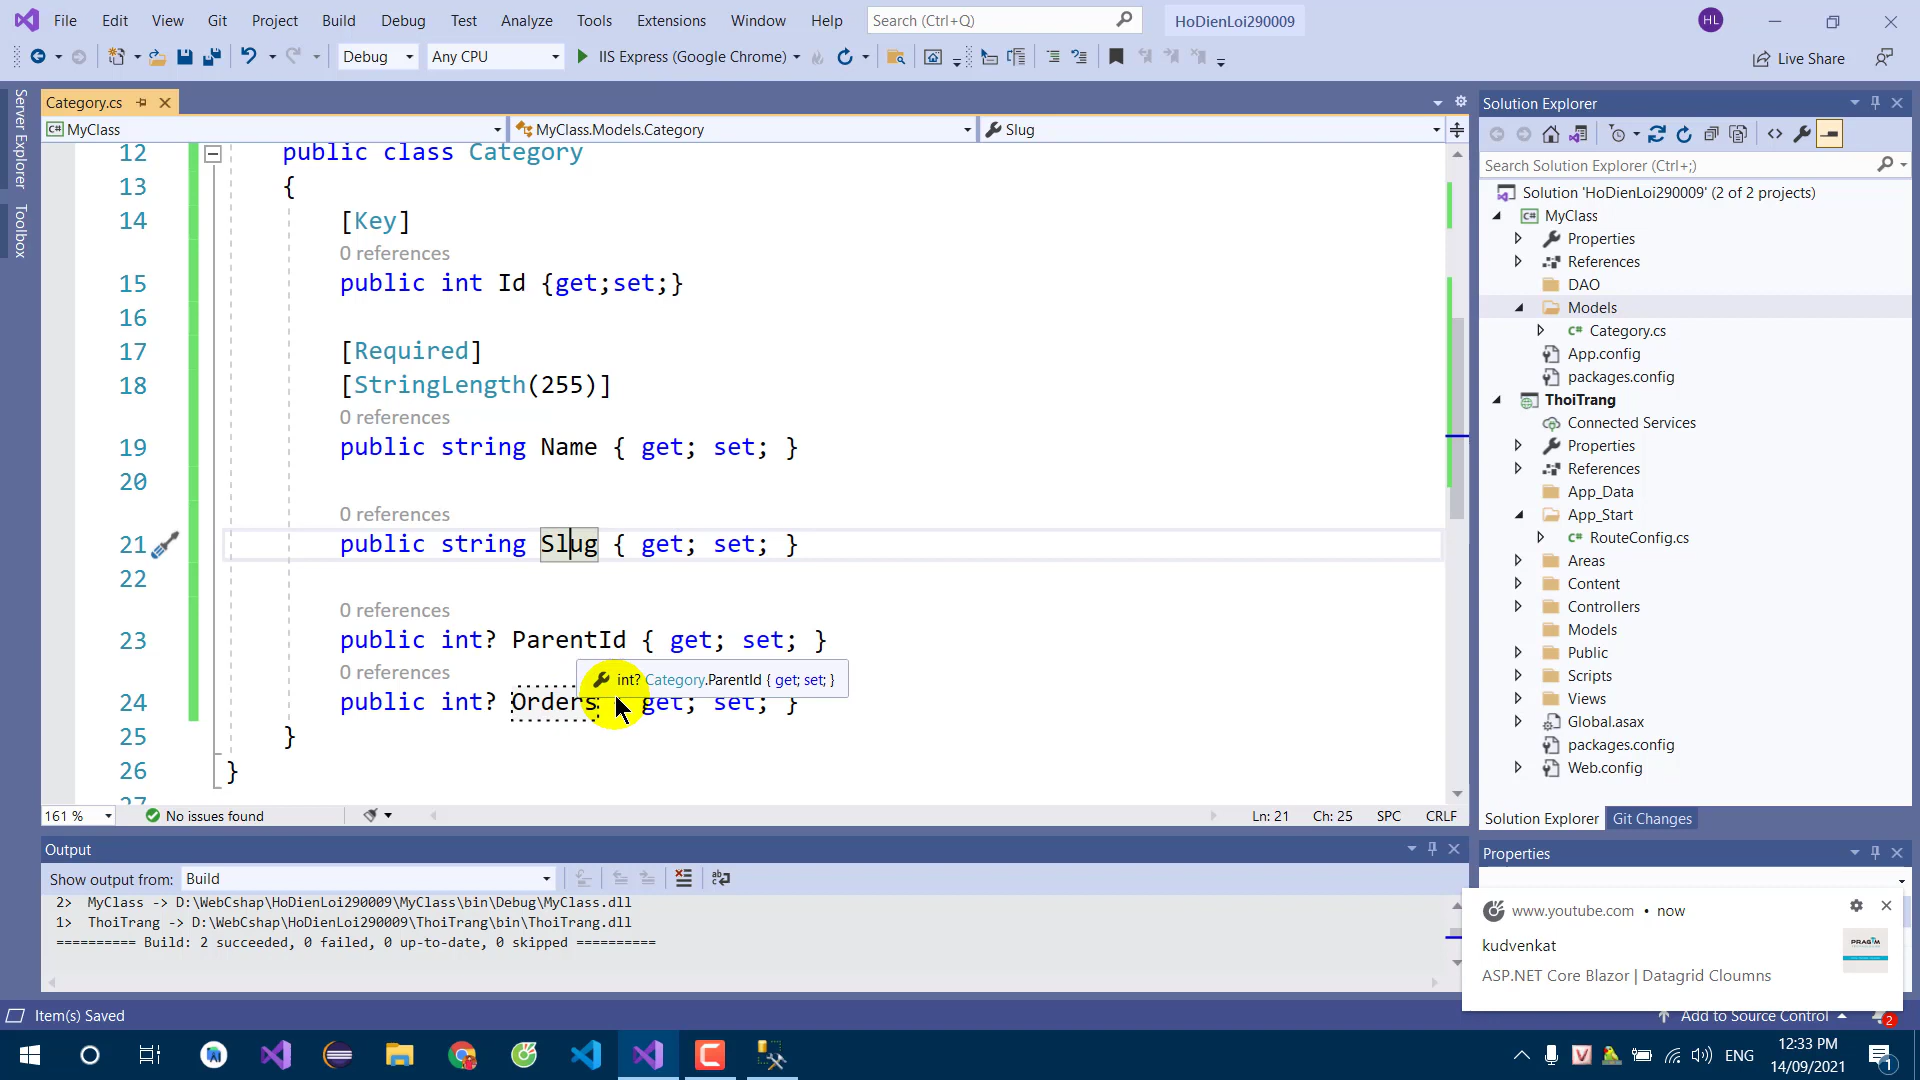 File Edit View Git Project Build Debug Test Analyze Tools Extensions Window Help Search (Ctrl+Q) HoDienLoi290009 HL
Debug Any CPU IIS Express (Google Chrome) Live Share
Server Explorer
Toolbox
Category.cs
MyClass MyClass.Models.Category Slug
12 public class Category
13 {
14 [Key]
0 references
15 public int Id {get;set;}
16
17 [Required]
18 [StringLength(255)]
0 references
19 public string Name { get; set; }
20
0 references
21 public string Slug { get; set; }
22
0 references
23 public int? ParentId { get; set; }
0 references
int? Category.ParentId { get; set; }
24 public int? Orders { get; set; }
25 }
26 }
27
161 % No issues found Ln: 21 Ch: 25 SPC CRLF
Output
Show output from: Build
2> MyClass -> D:\WebCshap\HoDienLoi290009\MyClass\bin\Debug\MyClass.dll
1> ThoiTrang -> D:\WebCshap\HoDienLoi290009\ThoiTrang\bin\ThoiTrang.dll
========== Build: 2 succeeded, 0 failed, 0 up-to-date, 0 skipped ==========
Solution Explorer
Search Solution Explorer (Ctrl+;)
Solution 'HoDienLoi290009' (2 of 2 projects)
MyClass
Properties
References
DAO
Models
Category.cs
App.config
packages.config
ThoiTrang
Connected Services
Properties
References
App_Data
App_Start
RouteConfig.cs
Areas
Content
Controllers
Models
Public
Scripts
Views
Global.asax
packages.config
Web.config
Solution Explorer Git Changes
Properties
www.youtube.com • now
kudvenkat
PRAGIM
ASP.NET Core Blazor | Datagrid Cloumns
Item(s) Saved Add to Source Control 2
ENG 12:33 PM
14/09/2021 1